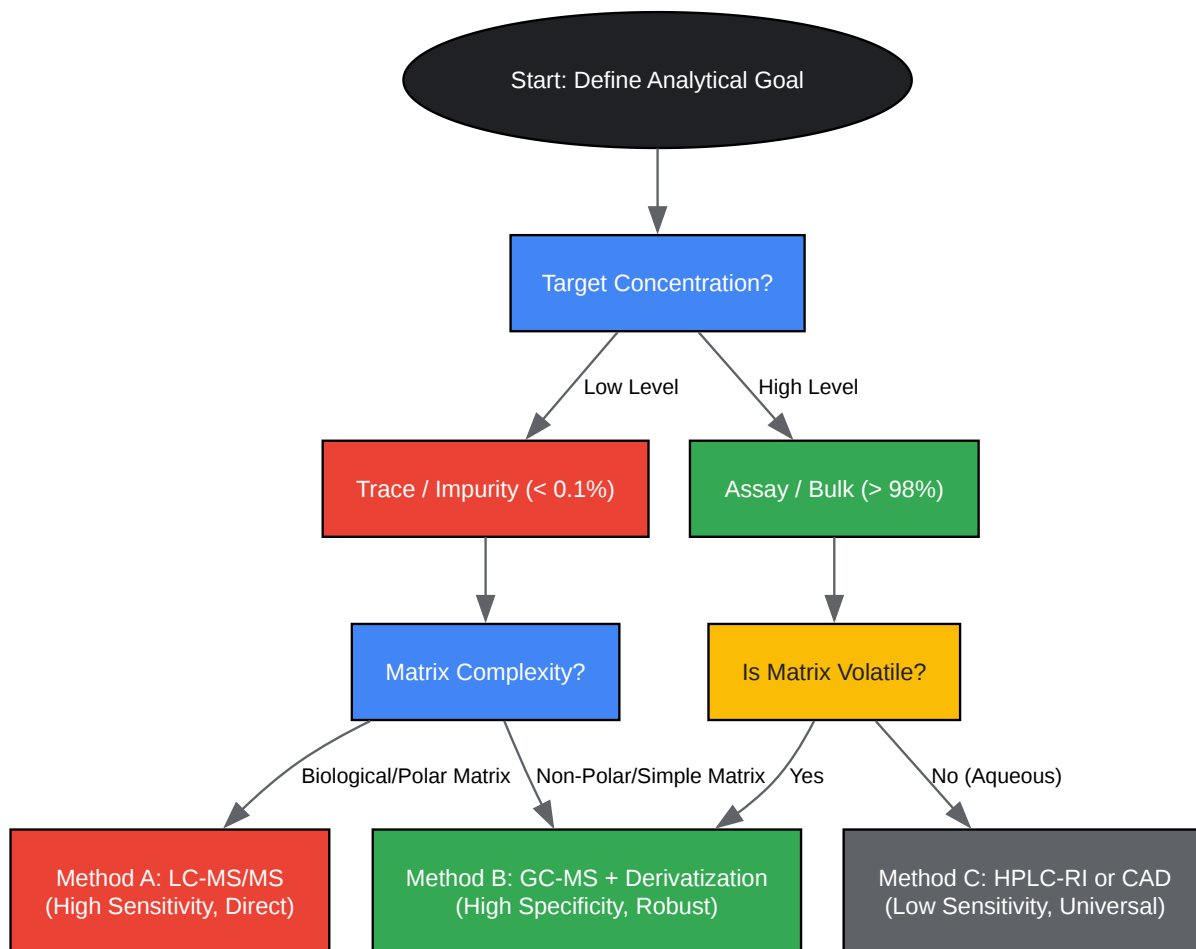 Start: Define Analytical Goal
Target Concentration?
Low Level
High Level
Trace / Impurity (< 0.1%)
Assay / Bulk (> 98%)
Matrix Complexity?
Is Matrix Volatile?
Biological/Polar Matrix
Non-Polar/Simple Matrix
Yes
No (Aqueous)
Method A: LC-MS/MS
(High Sensitivity, Direct)
Method B: GC-MS + Derivatization
(High Specificity, Robust)
Method C: HPLC-RI or CAD
(Low Sensitivity, Universal)